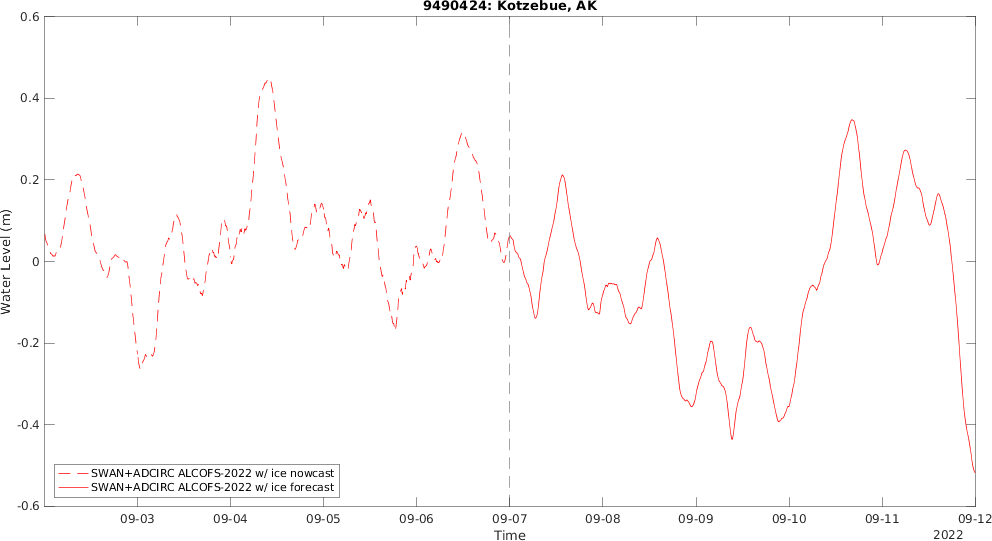 9490424: Kotzebue, AK
0.6
0.4
0.2
0
-0.2
-0.4
-0.6
Water Level (m)
SWAN+ADCIRC ALCOFS-2022 w/ ice nowcast
SWAN+ADCIRC ALCOFS-2022 w/ ice forecast
09-03 09-04 09-05 09-06 09-07 09-08 09-09 09-10 09-11 09-12
Time
2022